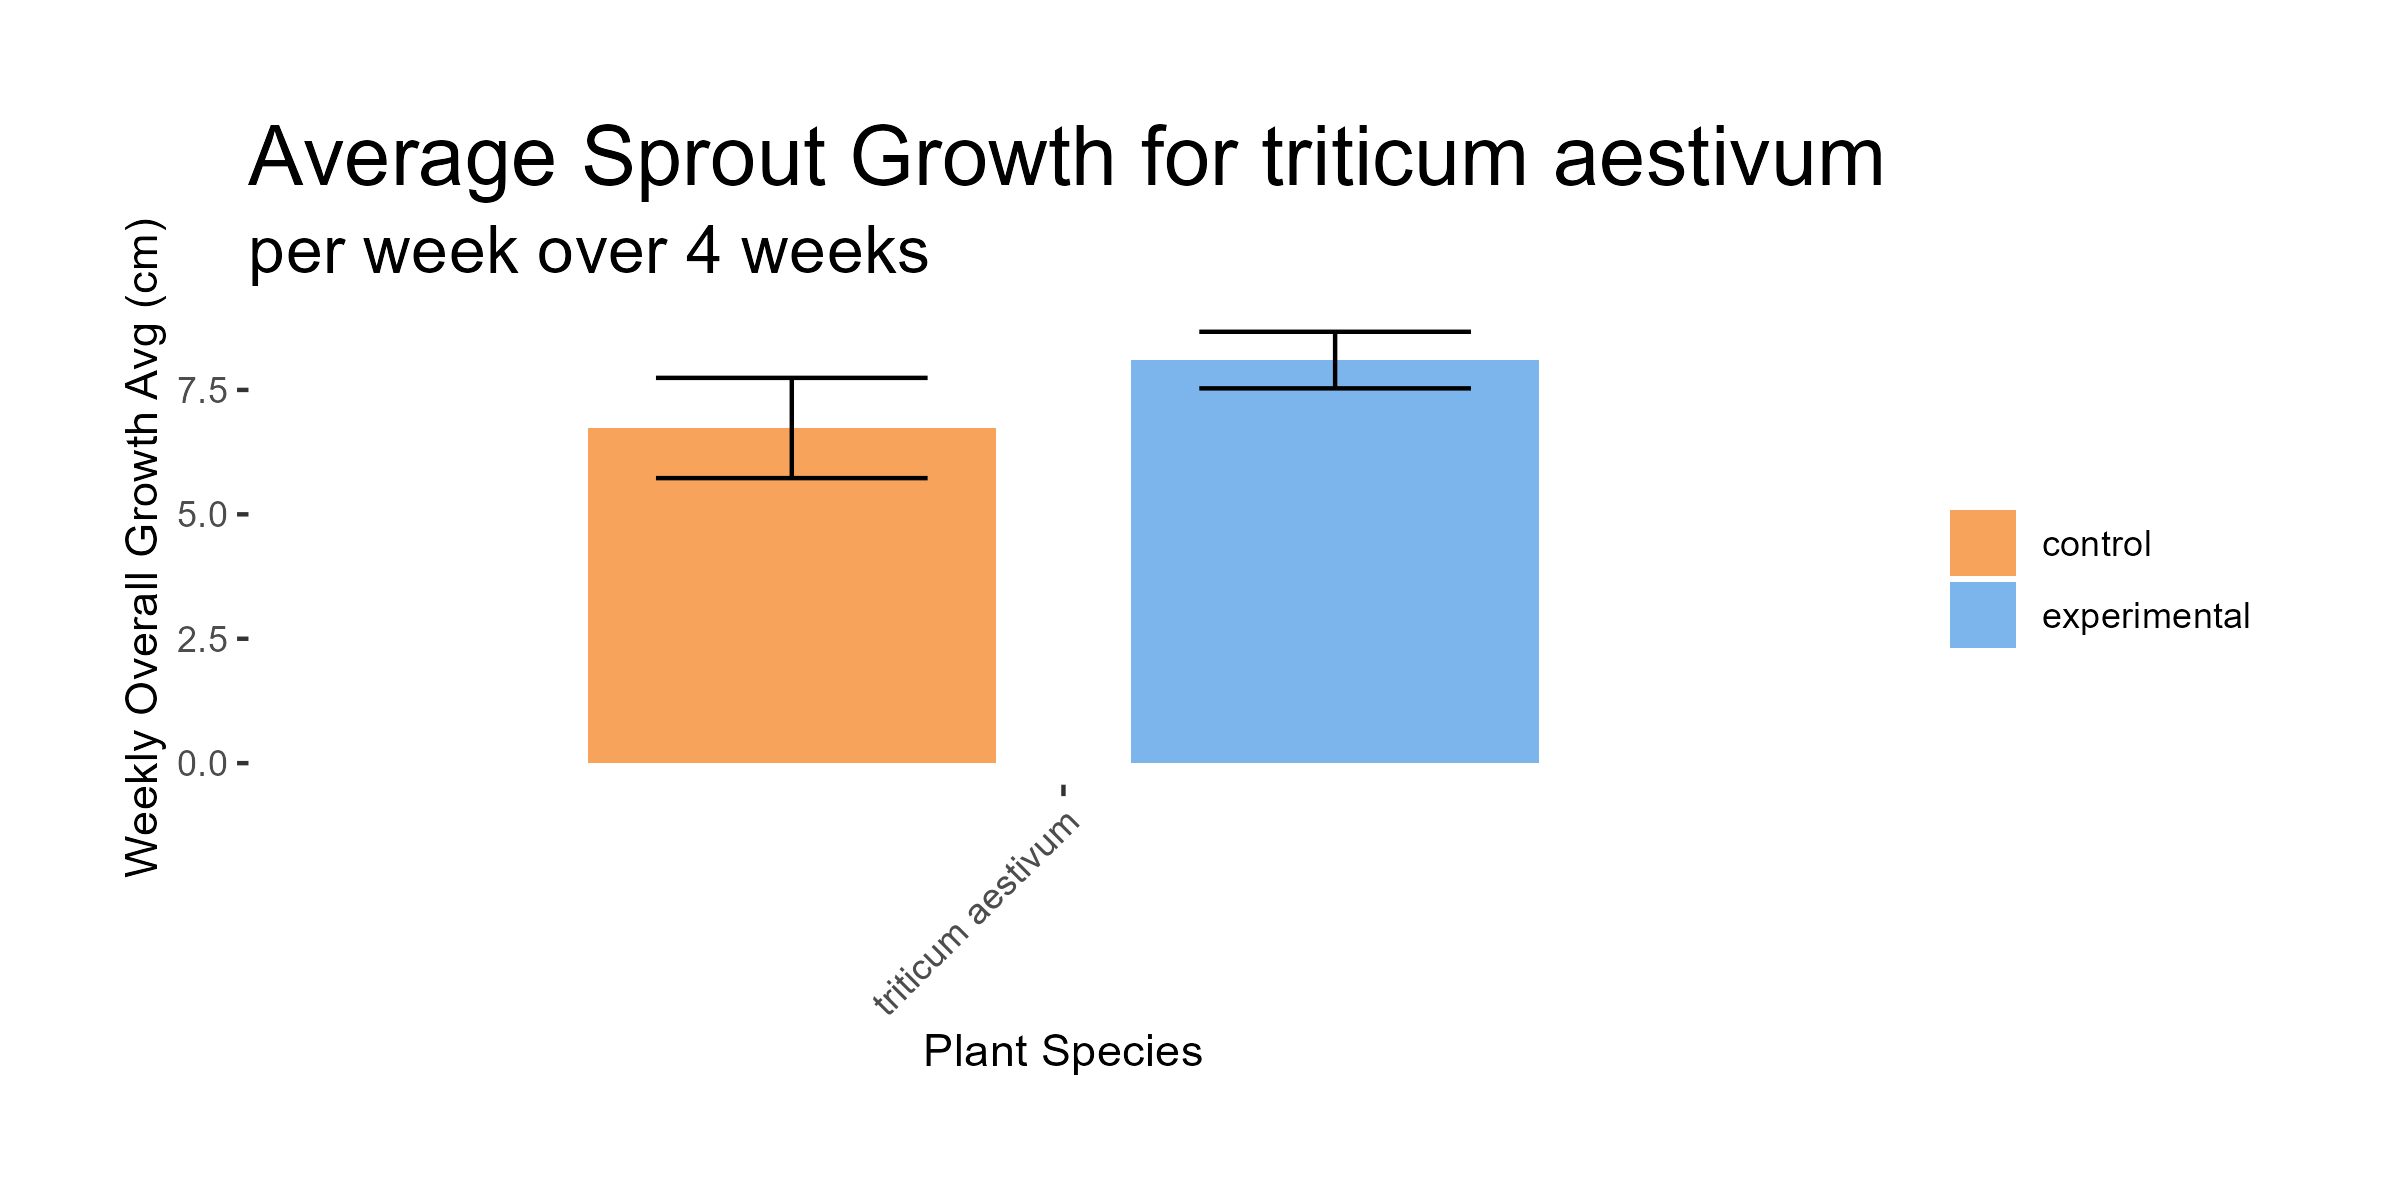 Average Sprout Growth for triticum aestivum
per week over 4 weeks
Weekly Overall Growth Avg (cm)
7.5
5.0
2.5
0.0
control
experimental
triticum aestivum
Plant Species